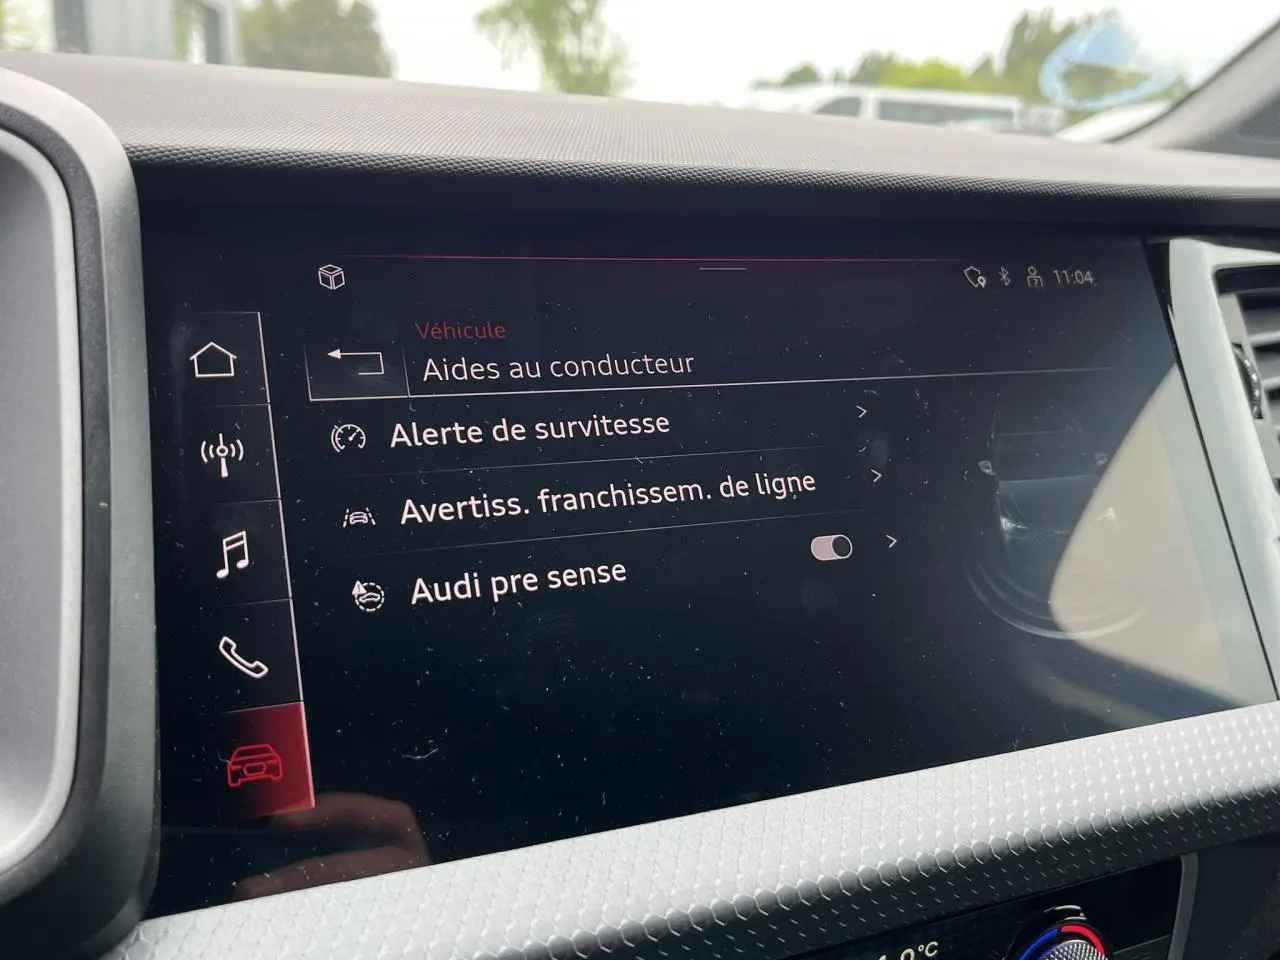 11:04
Véhicule
Aides au conducteur
Alerte de survitesse
Avertiss. franchissem. de ligne
Audi pre sense
°C